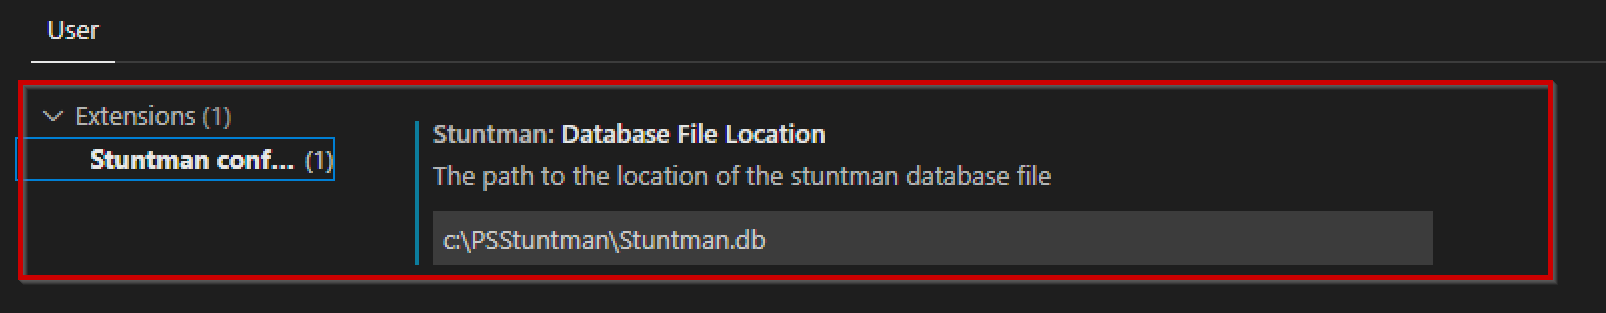 User
Extensions (1)
Stuntman conf... (1)
Stuntman: Database File Location
The path to the location of the stuntman database file
c:\PSStuntman\Stuntman.db